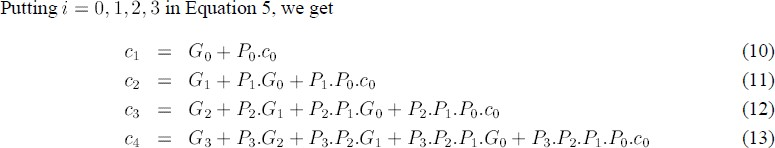 Putting i = 0, 1, 2, 3 in Equation 5, we get
c₁ = G₀ + P₀.c₀ (10)
c₂ = G₁ + P₁.G₀ + P₁.P₀.c₀ (11)
c₃ = G₂ + P₂.G₁ + P₂.P₁.G₀ + P₂.P₁.P₀.c₀ (12)
c₄ = G₃ + P₃.G₂ + P₃.P₂.G₁ + P₃.P₂.P₁.G₀ + P₃.P₂.P₁.P₀.c₀ (13)